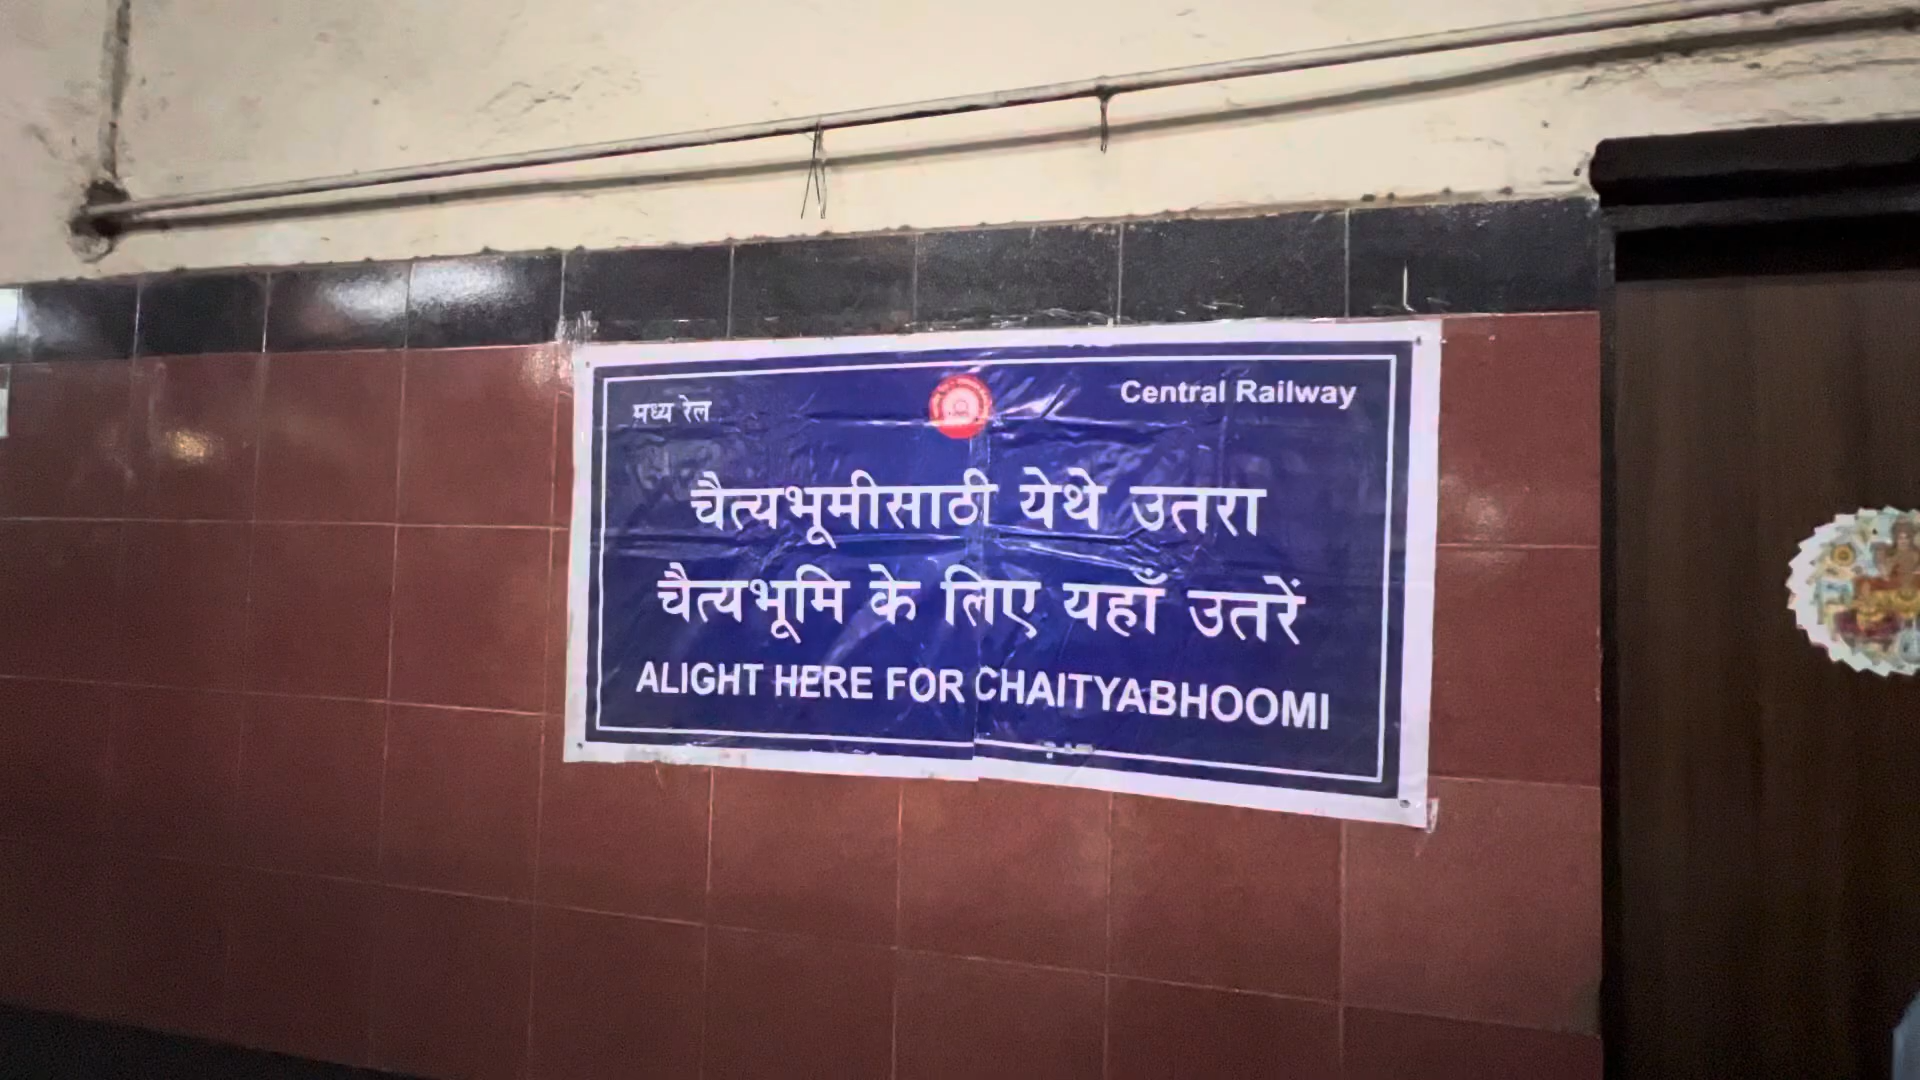 मध्य रेल
Central Railway
चैत्यभूमीसाठी येथे उतरा
चैत्यभूमि के लिए यहाँ उतरें
ALIGHT HERE FOR CHAITYABHOOMI